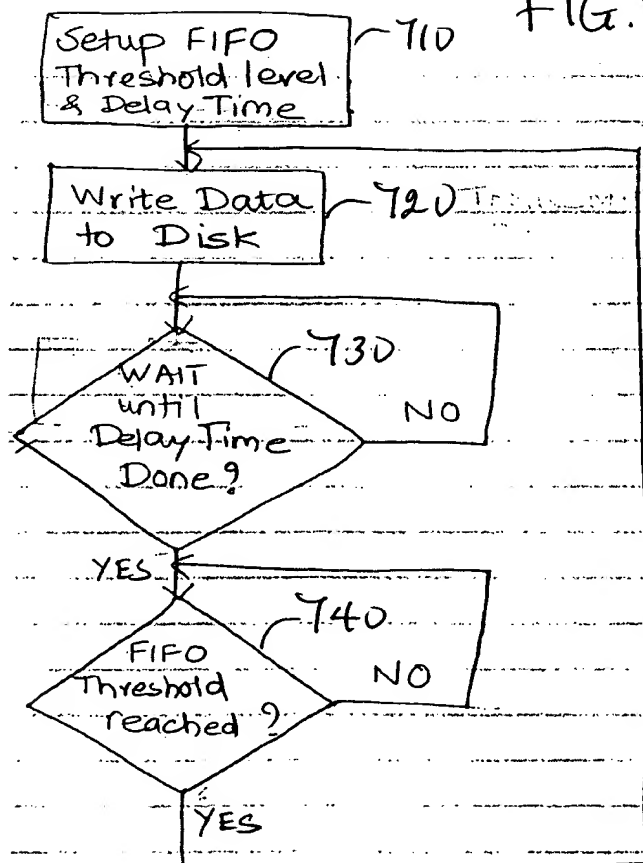 FIG.
Setup FIFO
Threshold level
& Delay Time
710
Write Data
to Disk
720
730
WAIT
until
Delay Time
Done?
NO
YES
740
FIFO
Threshold
reached?
NO
YES